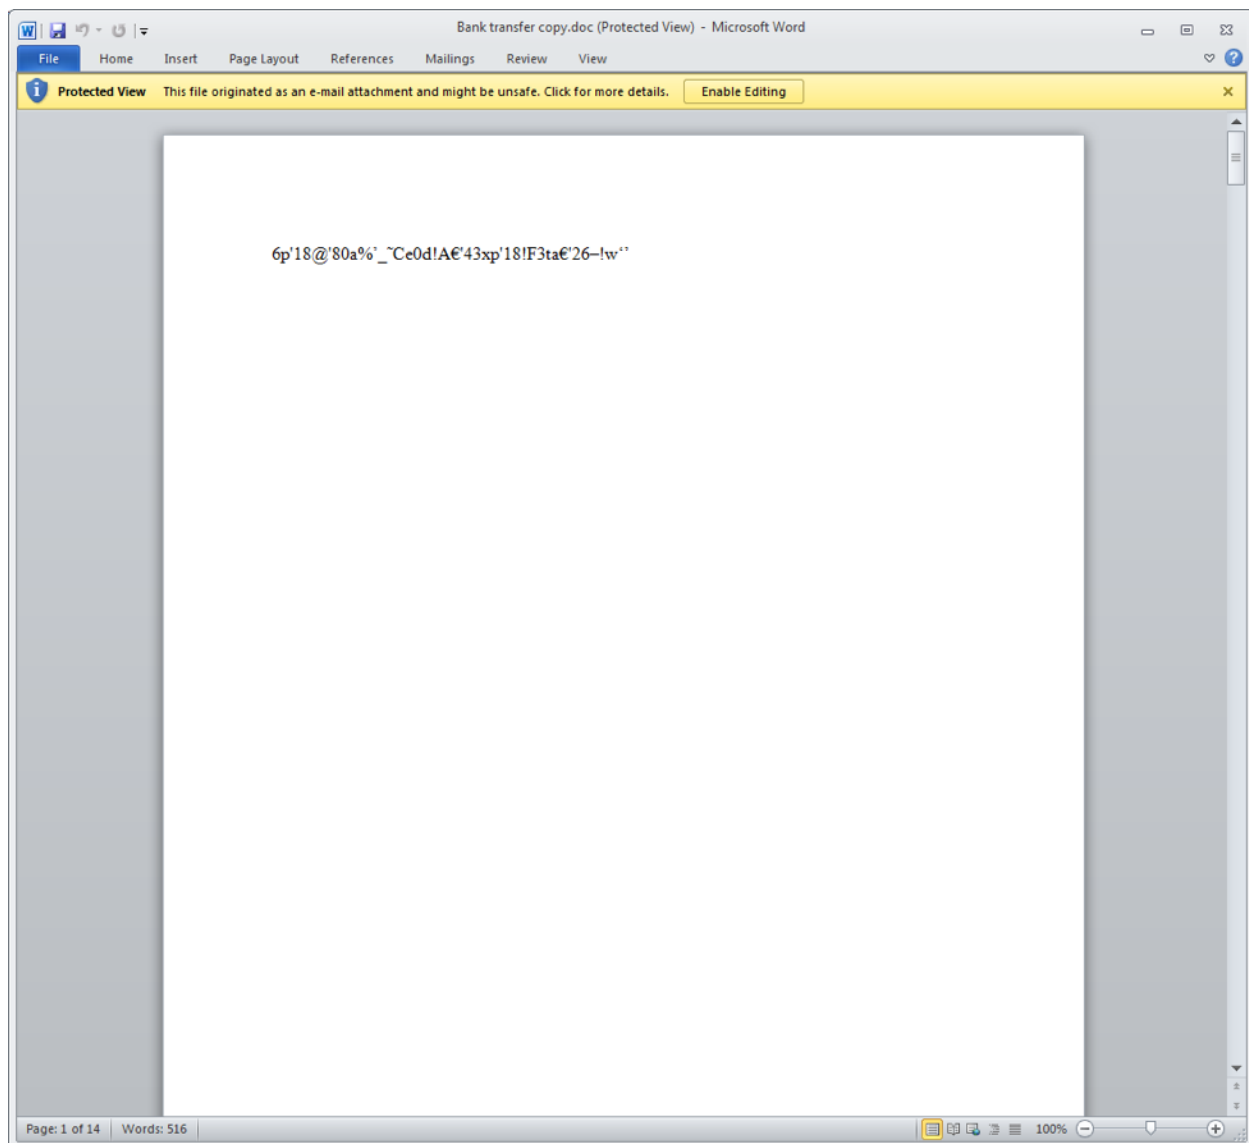 Bank transfer copy.doc (Protected View) - Microsoft Word
File Home Insert Page Layout References Mailings Review View
Protected View This file originated as an e-mail attachment and might be unsafe. Click for more details. Enable Editing
6p'18@'80a%'_˜Ce0d!A€'43xp'18!F3ta€'26–!w‘’
Page: 1 of 14 Words: 516 100%